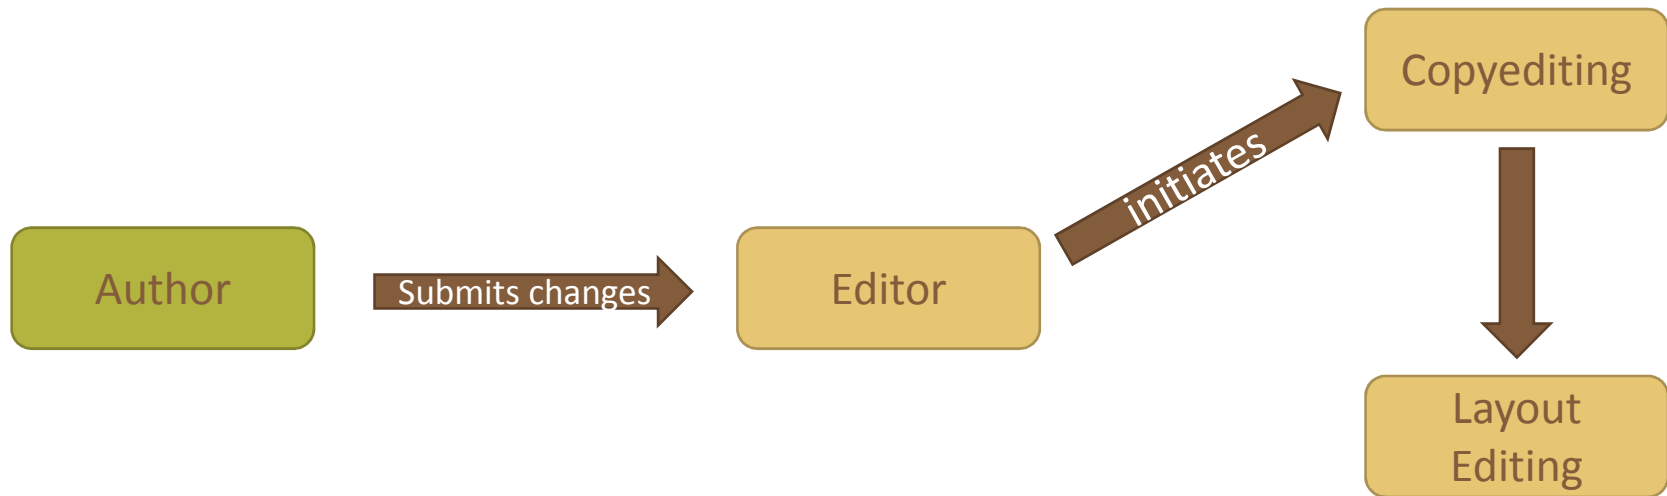 Copyediting
initiates
Author
Submits changes
Editor
Layout
Editing